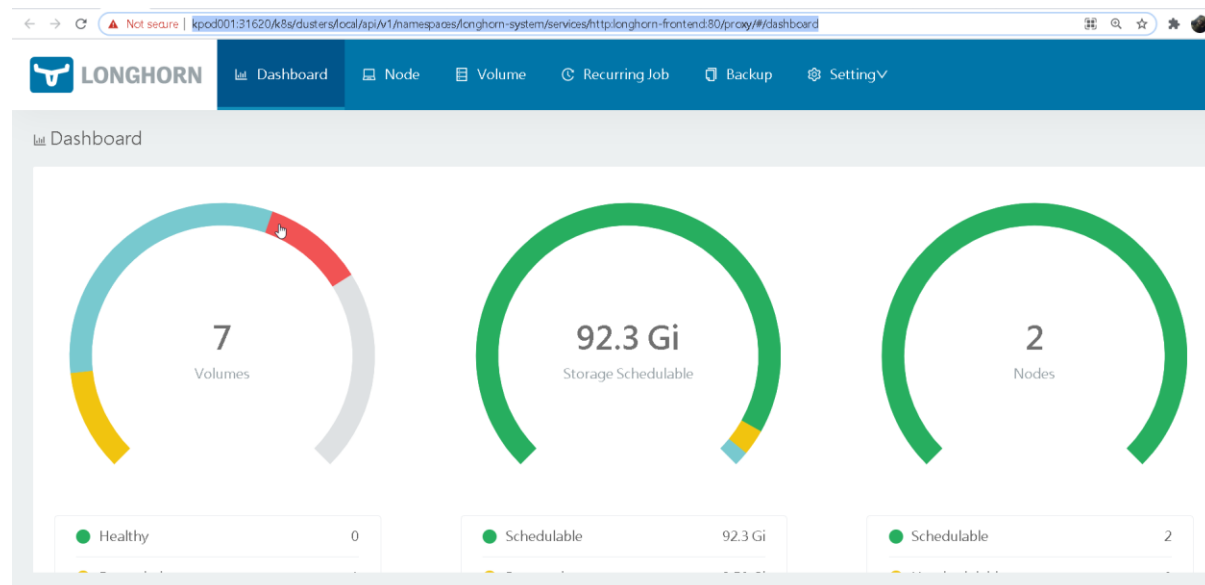 Not secure | kpod001:31620/k8s/clusters/local/api/v1/namespaces/longhorn-system/services/http:longhorn-frontend:80/proxy/#/dashboard
LONGHORN Dashboard Node Volume Recurring Job Backup Setting
Dashboard
7 92.3 Gi 2
Volumes Storage Schedulable Nodes
Healthy 0 Schedulable 92.3 Gi Schedulable 2